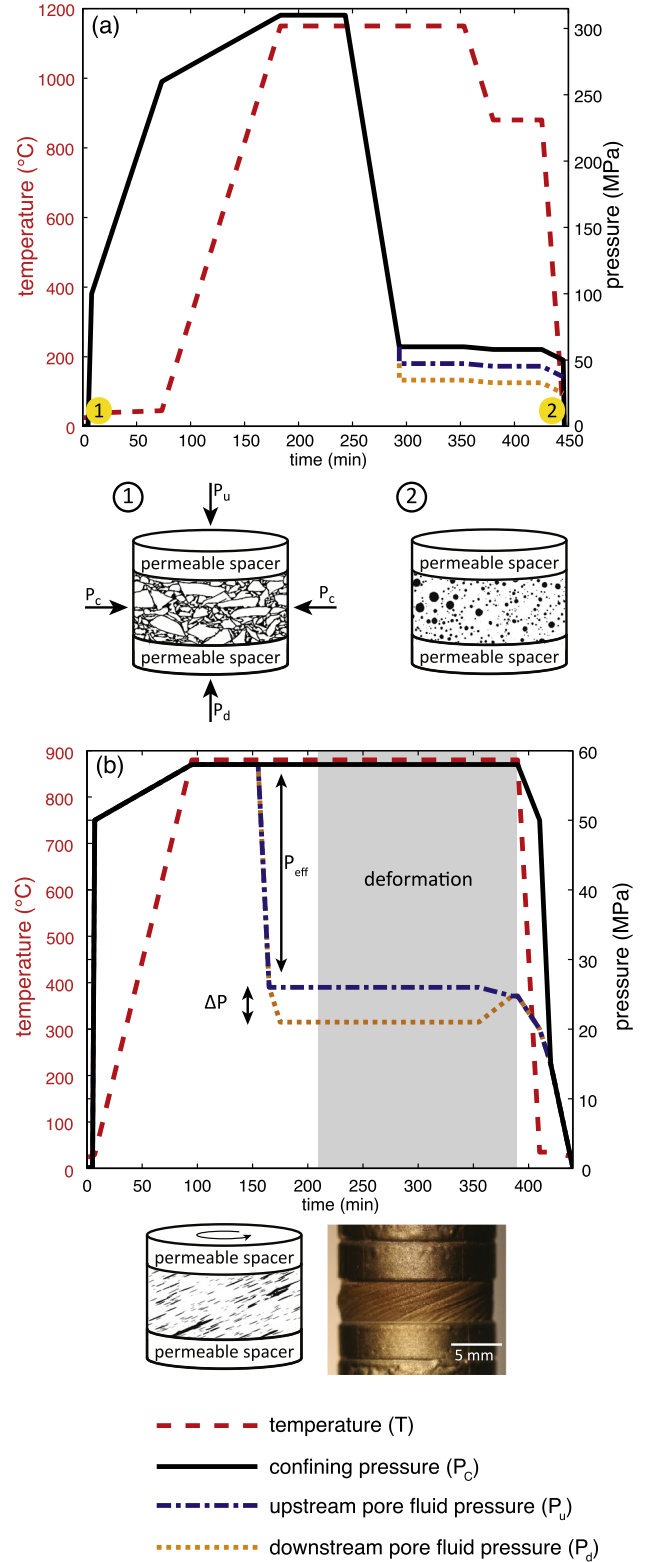 (a)
1200
1000
800
600
400
200
0
temperature (°C)
300
250
200
150
100
50
0
pressure (MPa)
1
2
0 50 100 150 200 250 300 350 400 450
time (min)
1
2
Pu
permeable spacer
permeable spacer
Pc
Pc
permeable spacer
permeable spacer
Pd
(b)
900
800
700
600
500
400
300
200
100
0
temperature (°C)
60
50
40
30
20
10
0
pressure (MPa)
Peff
deformation
ΔP
0 50 100 150 200 250 300 350 400
time (min)
permeable spacer
permeable spacer
5 mm
temperature (T)
confining pressure (PC)
upstream pore fluid pressure (Pu)
downstream pore fluid pressure (Pd)